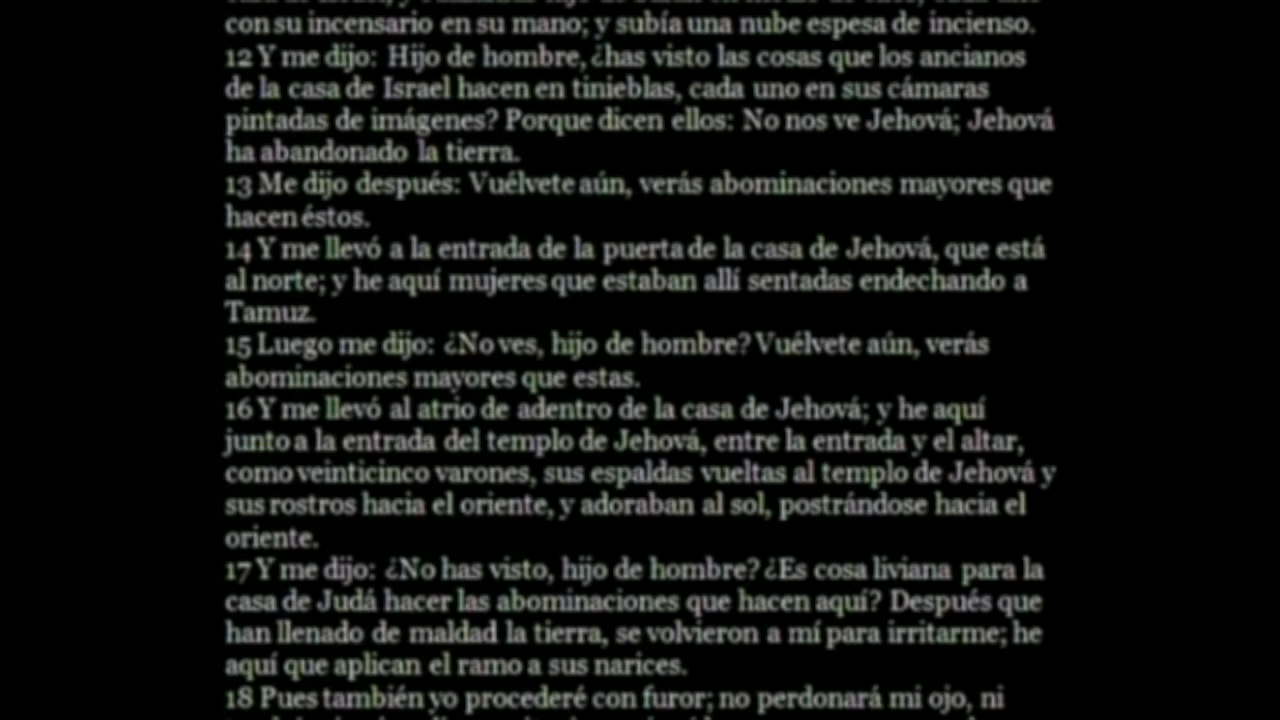 con su incensario en su mano; y subía una nube espesa de incienso.
12 Y me dijo: Hijo de hombre, ¿has visto las cosas que los ancianos
de la casa de Israel hacen en tinieblas, cada uno en sus cámaras
pintadas de imágenes? Porque dicen ellos: No nos ve Jehová; Jehová
ha abandonado la tierra.
13 Me dijo después: Vuélvete aún, verás abominaciones mayores que
hacen éstos.
14 Y me llevó a la entrada de la puerta de la casa de Jehová, que está
al norte; y he aquí mujeres que estaban allí sentadas endechando a
Tamuz.
15 Luego me dijo: ¿No ves, hijo de hombre? Vuélvete aún, verás
abominaciones mayores que estas.
16 Y me llevó al atrio de adentro de la casa de Jehová; y he aquí
junto a la entrada del templo de Jehová, entre la entrada y el altar,
como veinticinco varones, sus espaldas vueltas al templo de Jehová y
sus rostros hacia el oriente, y adoraban al sol, postrándose hacia el
oriente.
17 Y me dijo: ¿No has visto, hijo de hombre? ¿Es cosa liviana para la
casa de Judá hacer las abominaciones que hacen aquí? Después que
han llenado de maldad la tierra, se volvieron a mí para irritarme; he
aquí que aplican el ramo a sus narices.
18 Pues también yo procederé con furor; no perdonará mi ojo, ni